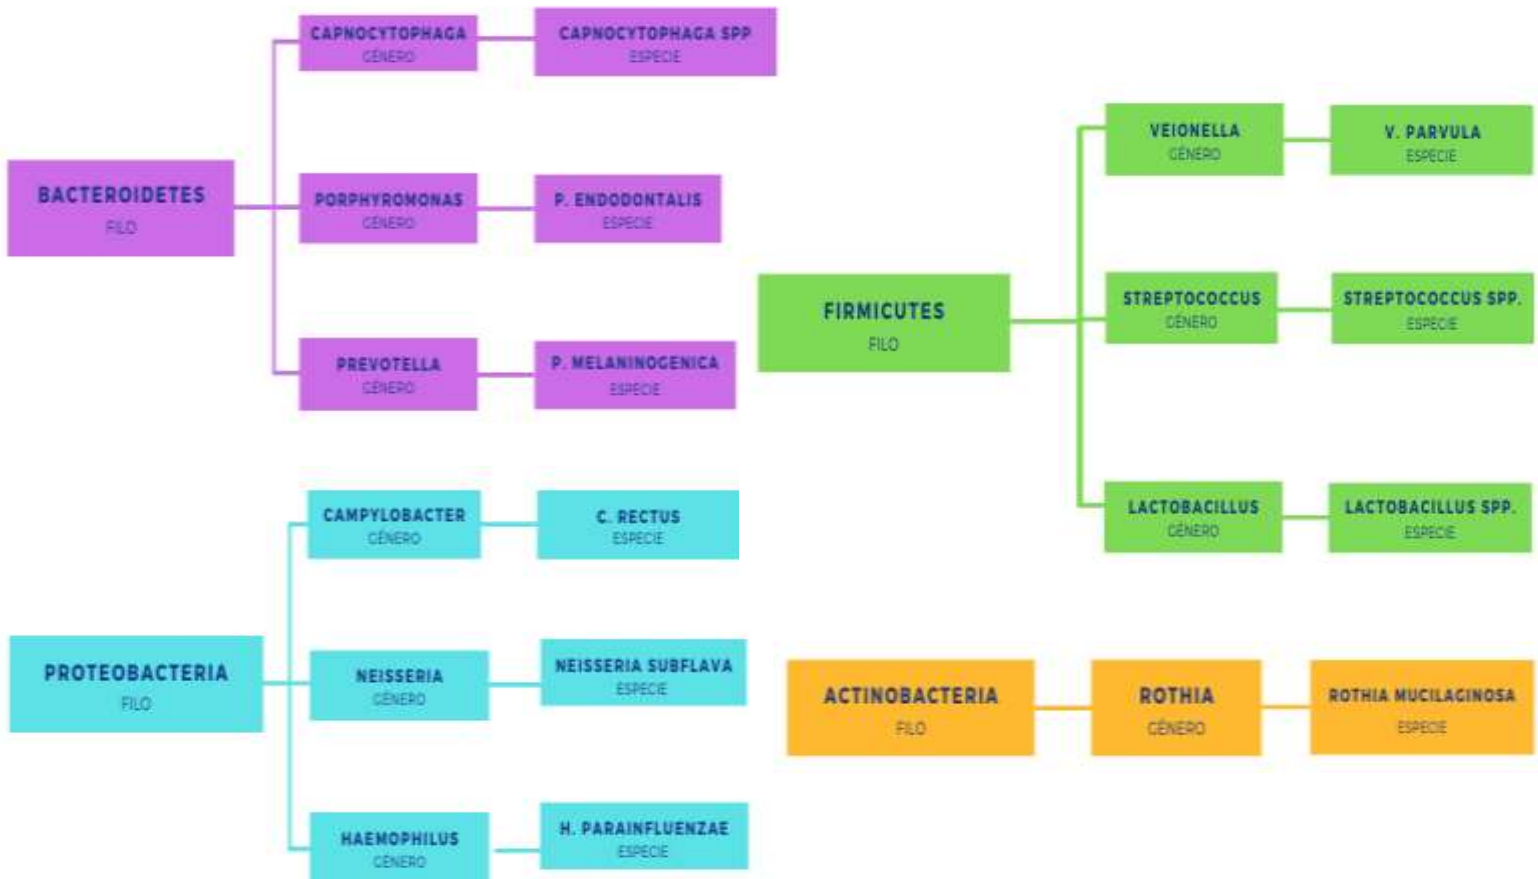 BACTEROIDETES
FILO
CAPNOCYTOPHAGA
GÉNERO
CAPNOCYTOPHAGA SPP
ESPECIE
PORPHYROMONAS
GÉNERO
P. ENDODONTALIS
ESPECIE
PREVOTELLA
GÉNERO
P. MELANINOGENICA
ESPECIE
FIRMICUTES
FILO
VEIONELLA
GÉNERO
V. PARVULA
ESPECIE
STREPTOCOCCUS
GÉNERO
STREPTOCOCCUS SPP.
ESPECIE
LACTOBACILLUS
GÉNERO
LACTOBACILLUS SPP.
ESPECIE
PROTEOBACTERIA
FILO
CAMPYLOBACTER
GÉNERO
C. RECTUS
ESPECIE
NEISSERIA
GÉNERO
NEISSERIA SUBFLAVA
ESPECIE
HAEMOPHILUS
GÉNERO
H. PARAINFLUENZAE
ESPECIE
ACTINOBACTERIA
FILO
ROTHIA
GÉNERO
ROTHIA MUCILAGINOSA
ESPECIE